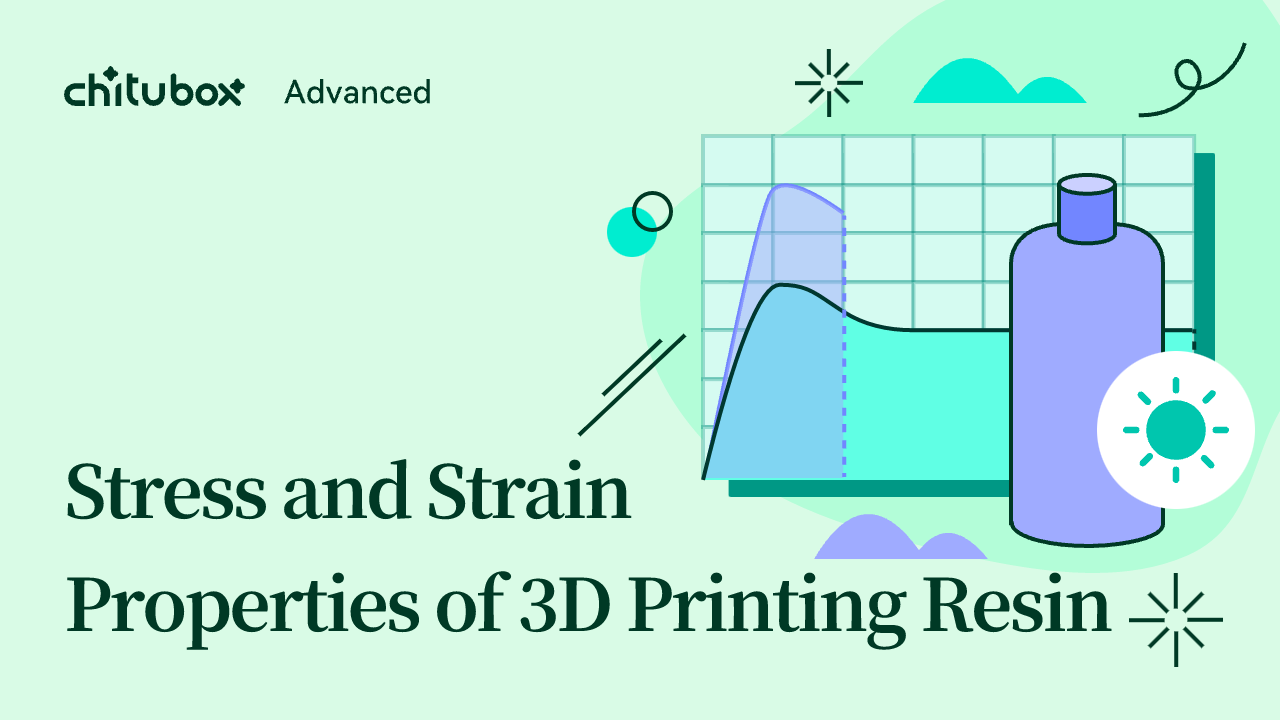 chitubox Advanced
Stress and Strain
Properties of 3D Printing Resin